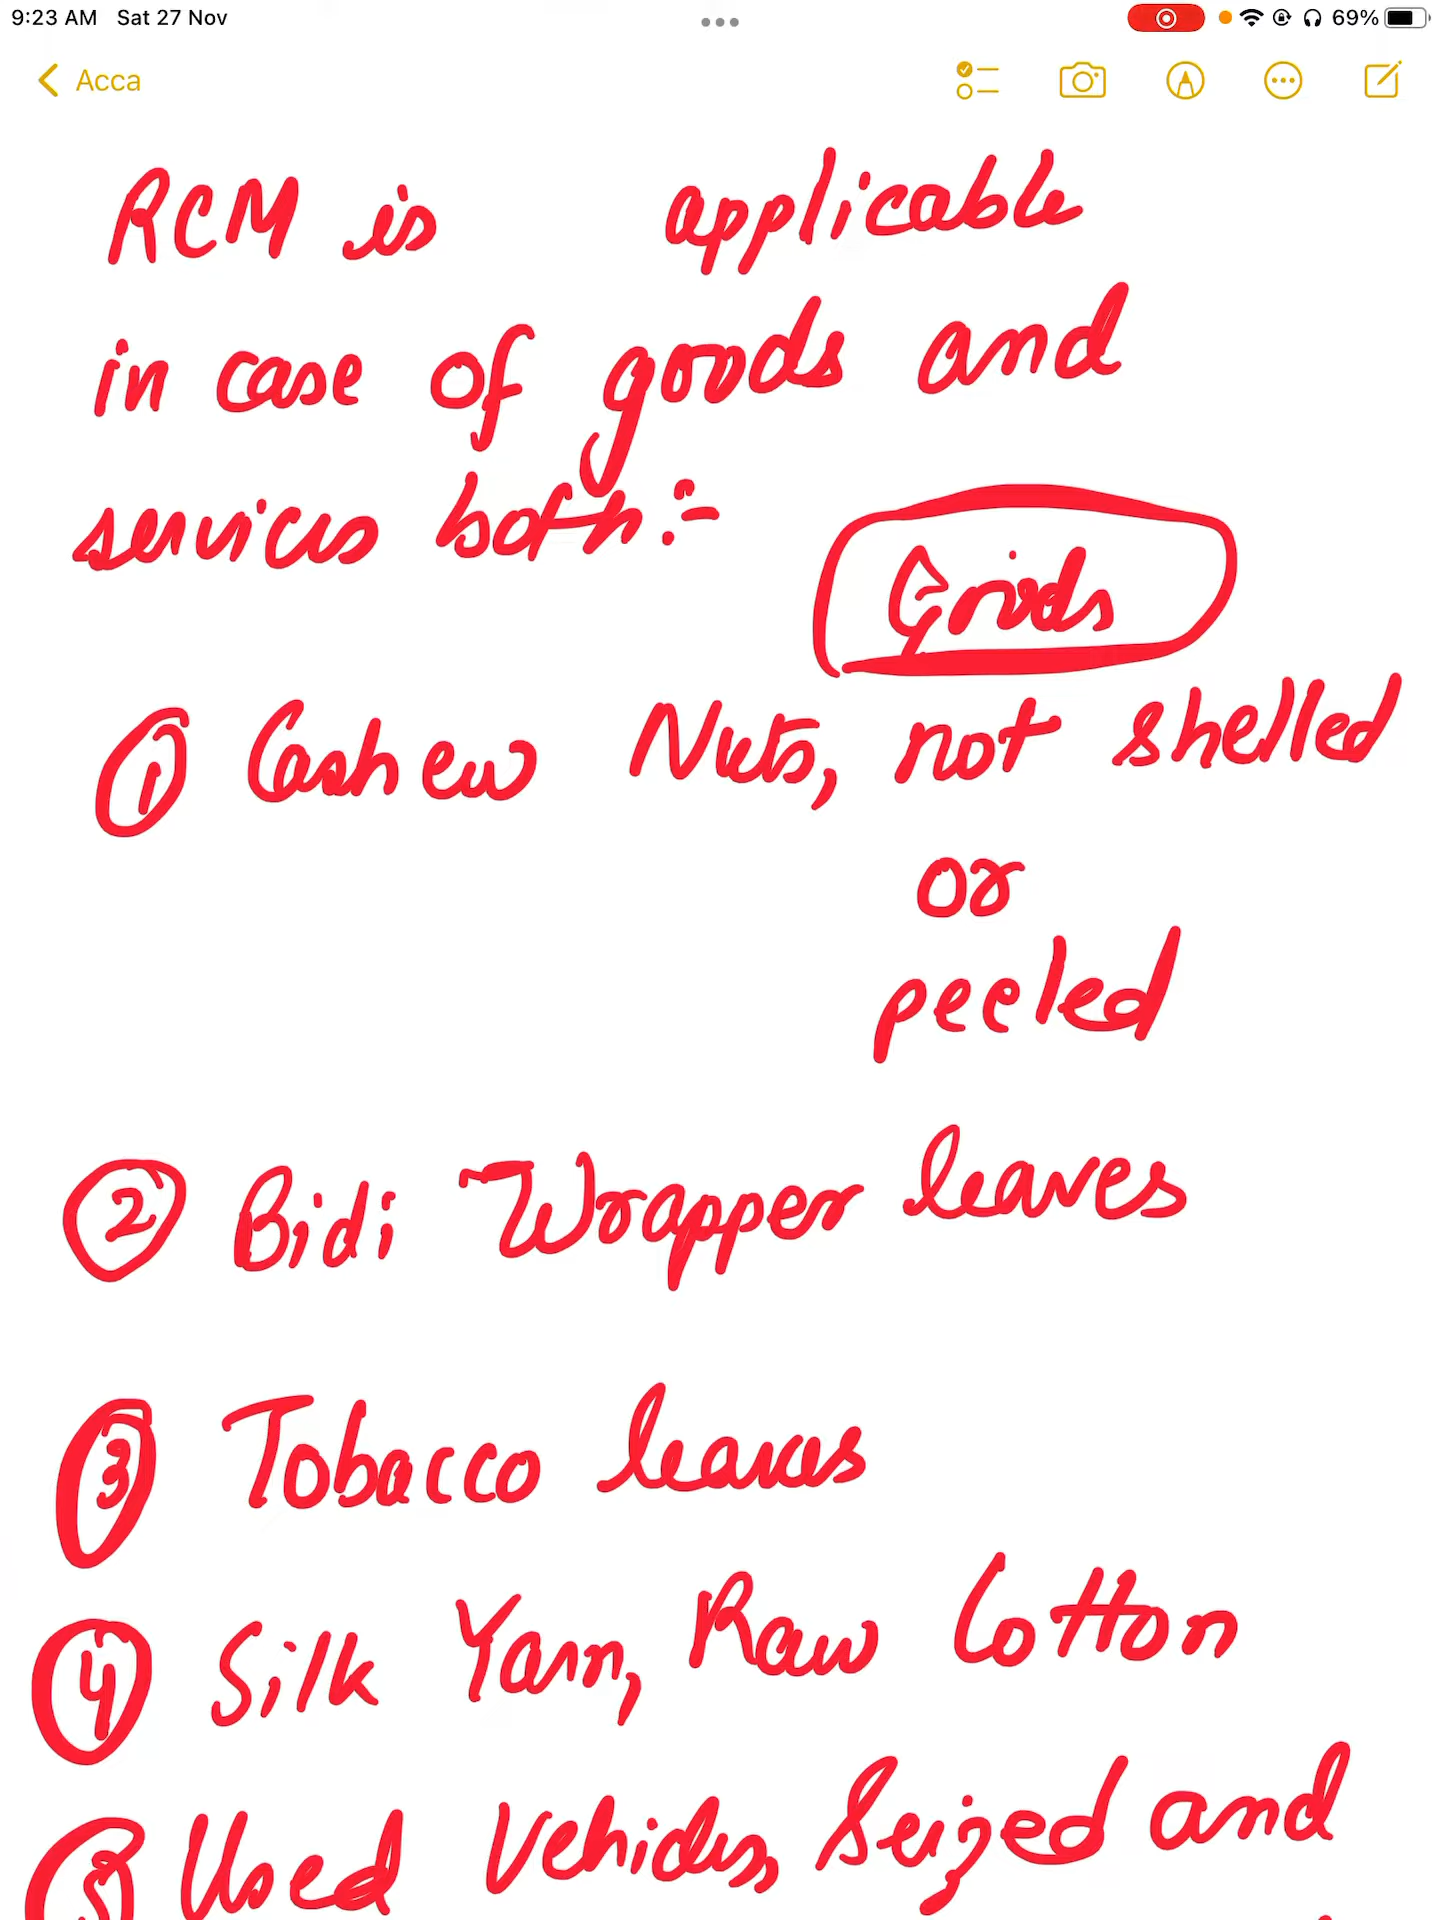 9:23 AM Sat 27 Nov
69%
Acca
RCM is applicable
in case of goods and
services both :-
Goods
1 Cashew Nuts, not shelled
or
peeled
2 Bidi Wrapper leaves
3 Tobacco leaves
4 Silk Yarn, Raw Cotton
5 Used Vehicles, Seized and